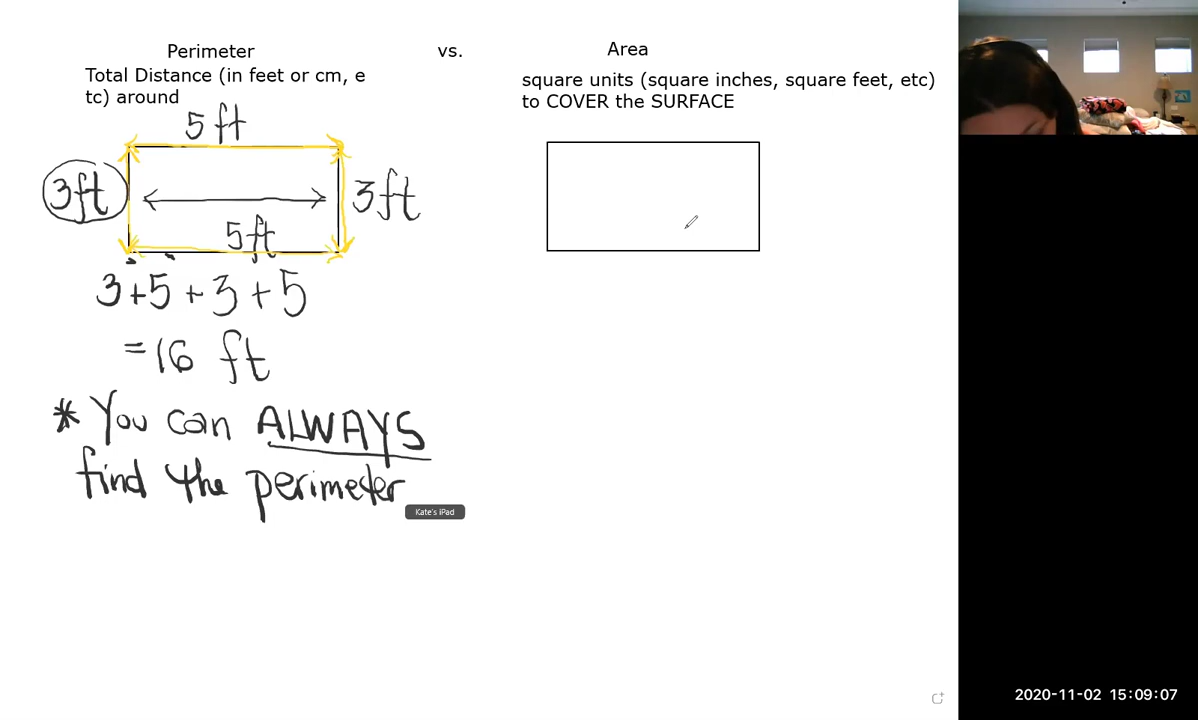 Perimeter
vs.
Area
Total Distance (in feet or cm, e
tc) around
square units (square inches, square feet, etc)
to COVER the SURFACE
5 ft
3ft
3ft
5ft
3+5+3+5
=16 ft
* You can ALWAYS
find the perimeter
Kate's iPad
2020-11-02 15:09:07